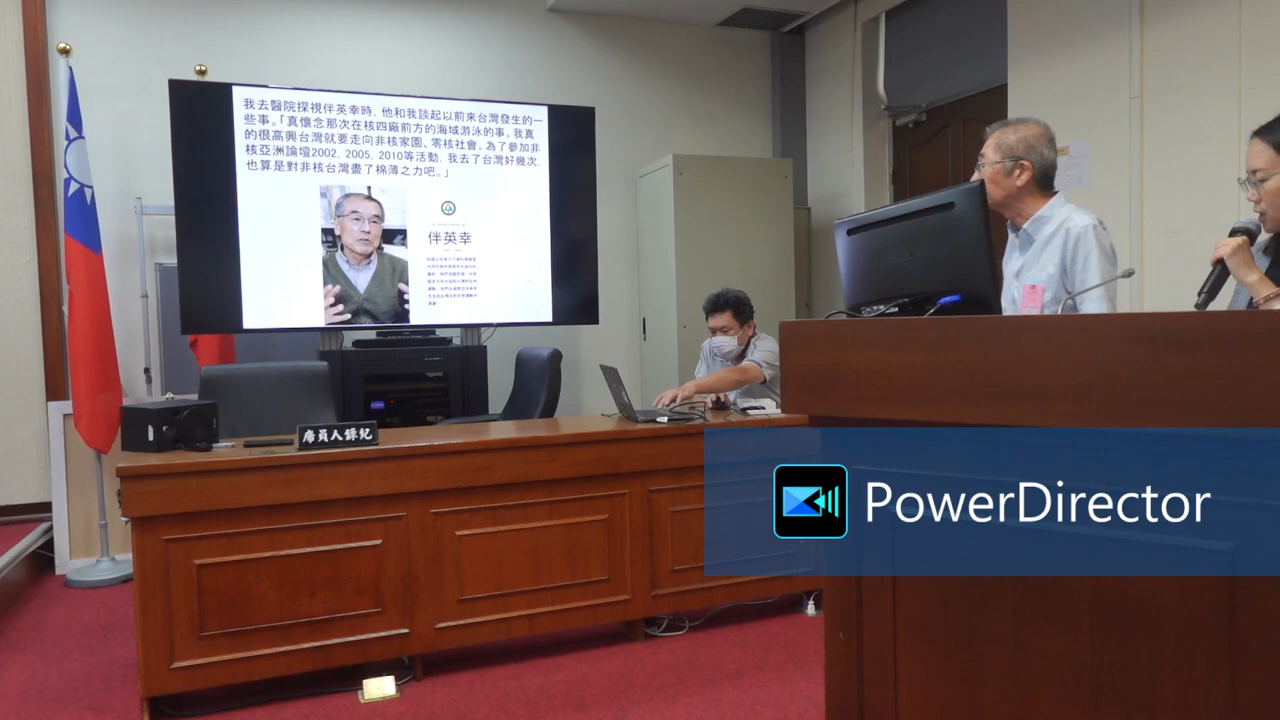 我去醫院探視伴英幸時, 他和我談起以前來台灣發生的一
些事。「真懷念那次在核四廠前方的海域游泳的事。我真
的很高興台灣就要走向非核家園、零核社會。為了參加非
核亞洲論壇2002, 2005, 2010等活動, 我去了台灣好幾次,
也算是對非核台灣盡了棉薄之力吧。」
伴英幸
席員人錄紀
PowerDirector